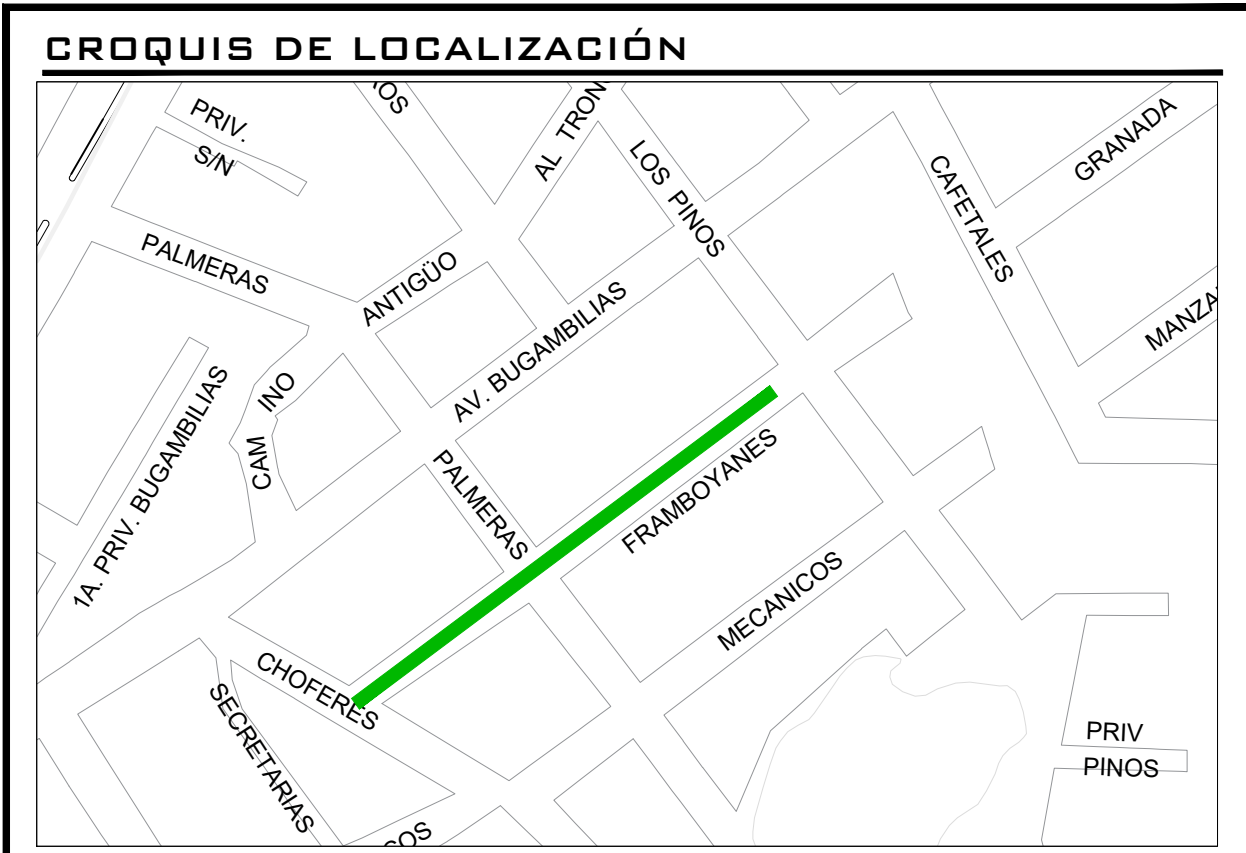 CROQUIS DE LOCALIZACIÓN
PRIV.
S/N
AL TRON
LOS PINOS
GRANADA
CAFETALES
PALMERAS
ANTIGÜO
MANZA
AV. BUGAMBILIAS
1A. PRIV. BUGAMBILIAS
CAM INO
PALMERAS
FRAMBOYANES
MECANICOS
CHOFERES
SECRETARIAS
PRIV
PINOS
COS